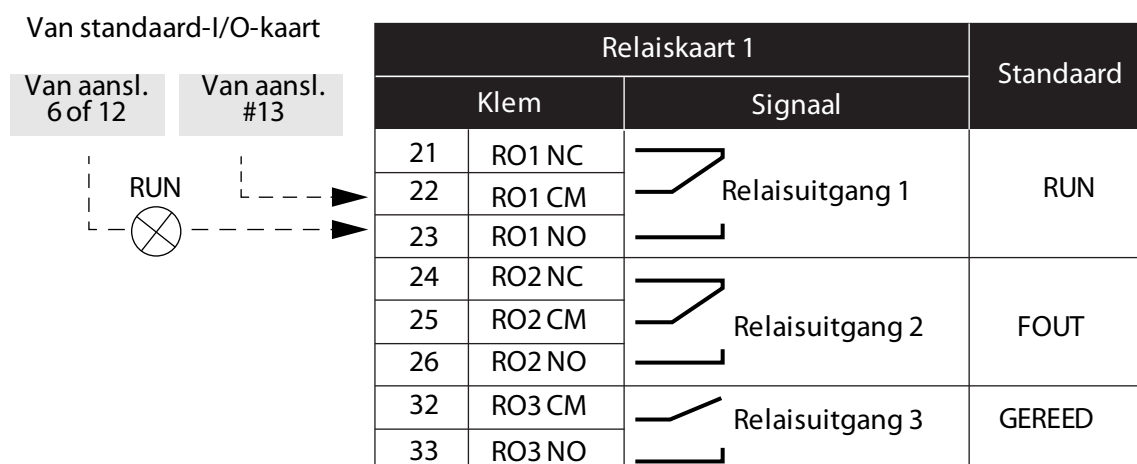 Van standaard-I/O-kaart
Van aansl.
6 of 12
Van aansl.
#13
RUN
Relaiskaart 1
Standaard
Klem
Signaal
21 RO1 NC
22 RO1 CM
23 RO1 NO
Relaisuitgang 1
RUN
24 RO2 NC
25 RO2 CM
26 RO2 NO
Relaisuitgang 2
FOUT
32 RO3 CM
33 RO3 NO
Relaisuitgang 3
GEREED